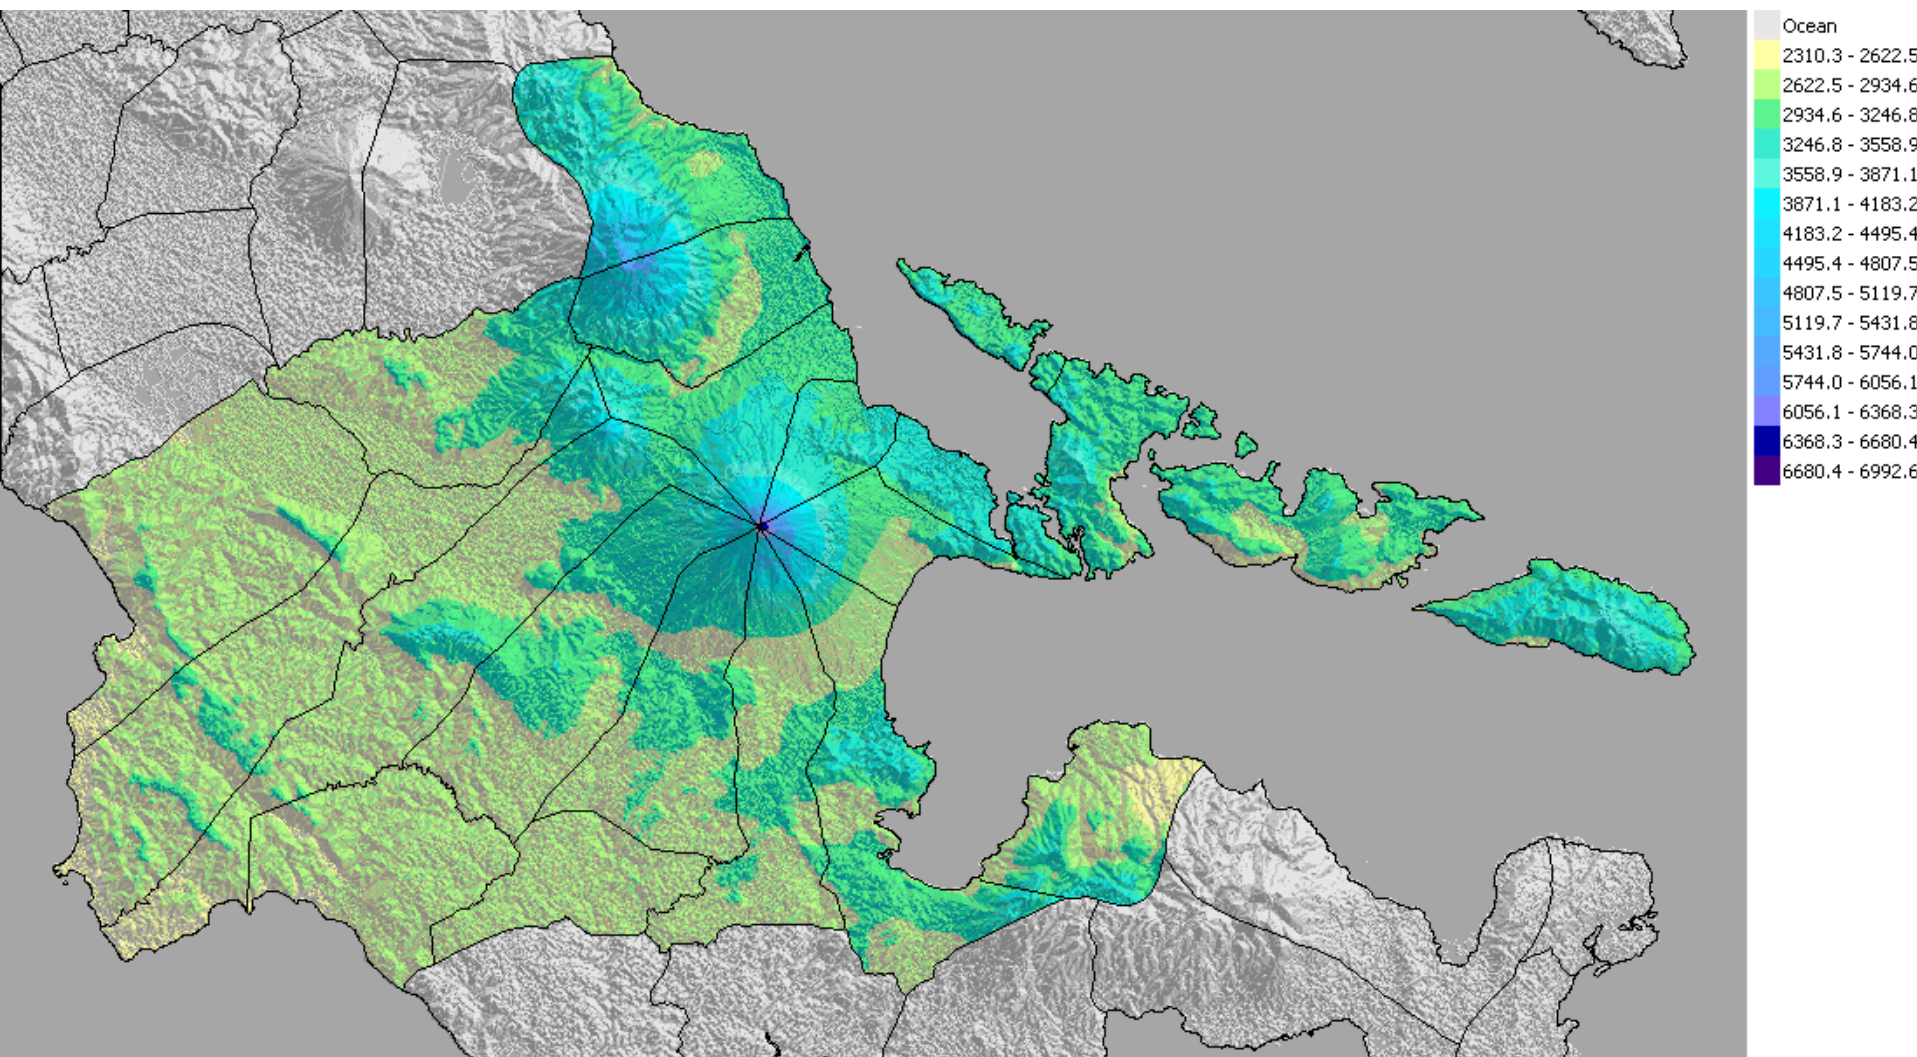 Ocean
2310.3 - 2622.5
2622.5 - 2934.6
2934.6 - 3246.8
3246.8 - 3558.9
3558.9 - 3871.1
3871.1 - 4183.2
4183.2 - 4495.4
4495.4 - 4807.5
4807.5 - 5119.7
5119.7 - 5431.8
5431.8 - 5744.0
5744.0 - 6056.1
6056.1 - 6368.3
6368.3 - 6680.4
6680.4 - 6992.6